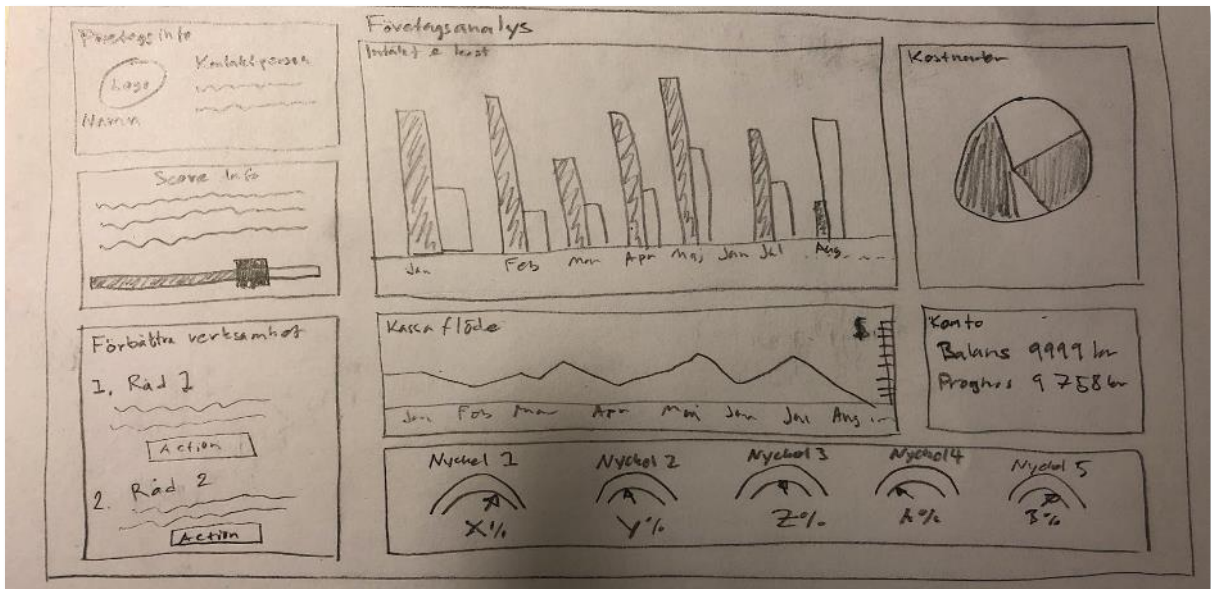 Företagsanalys
Företagsinfo
Logo
Kontaktperson
Namn
Score Info
Förbättra verksamhet
1. Råd 1
Action
2. Råd 2
Action
Jan Feb Mar Apr Maj Jun Jul Aug
Kostnader
Kassa flöde
$
Jan Feb Mar Apr Maj Jun Jul Aug
Konto
Balans 9999 kr
Prognos 9758 kr
Nyckel 1 Nyckel 2 Nyckel 3 Nyckel 4 Nyckel 5
X% Y% Z% A% B%